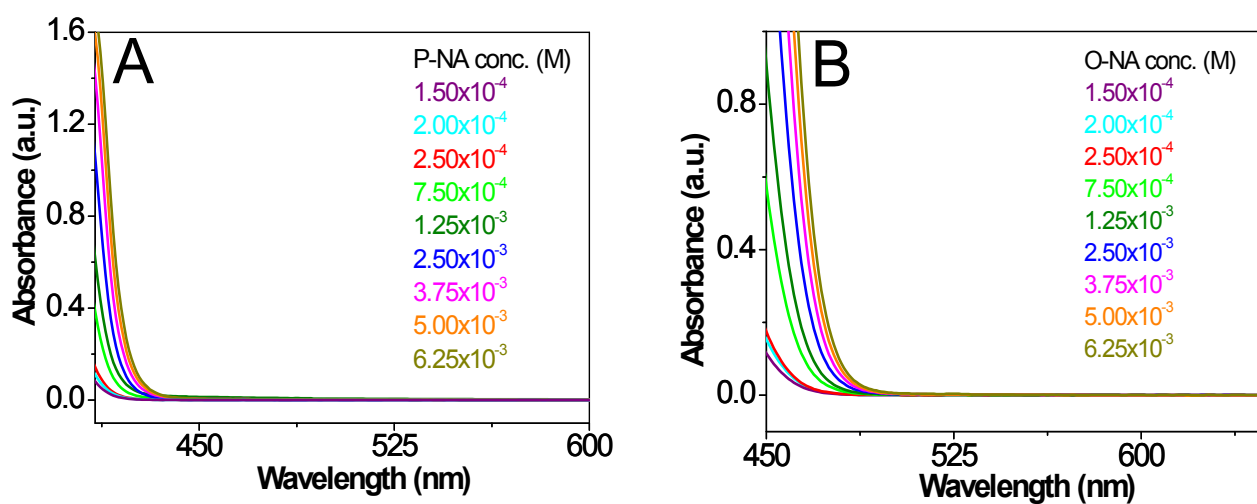 A
P-NA conc. (M)
1.50x10⁻⁴
2.00x10⁻⁴
2.50x10⁻⁴
7.50x10⁻⁴
1.25x10⁻³
2.50x10⁻³
3.75x10⁻³
5.00x10⁻³
6.25x10⁻³
Absorbance (a.u.)
1.6
1.2
0.8
0.4
0.0
450
525
600
Wavelength (nm)
B
O-NA conc. (M)
1.50x10⁻⁴
2.00x10⁻⁴
2.50x10⁻⁴
7.50x10⁻⁴
1.25x10⁻³
2.50x10⁻³
3.75x10⁻³
5.00x10⁻³
6.25x10⁻³
Absorbance (a.u.)
0.8
0.4
0.0
450
525
600
Wavelength (nm)